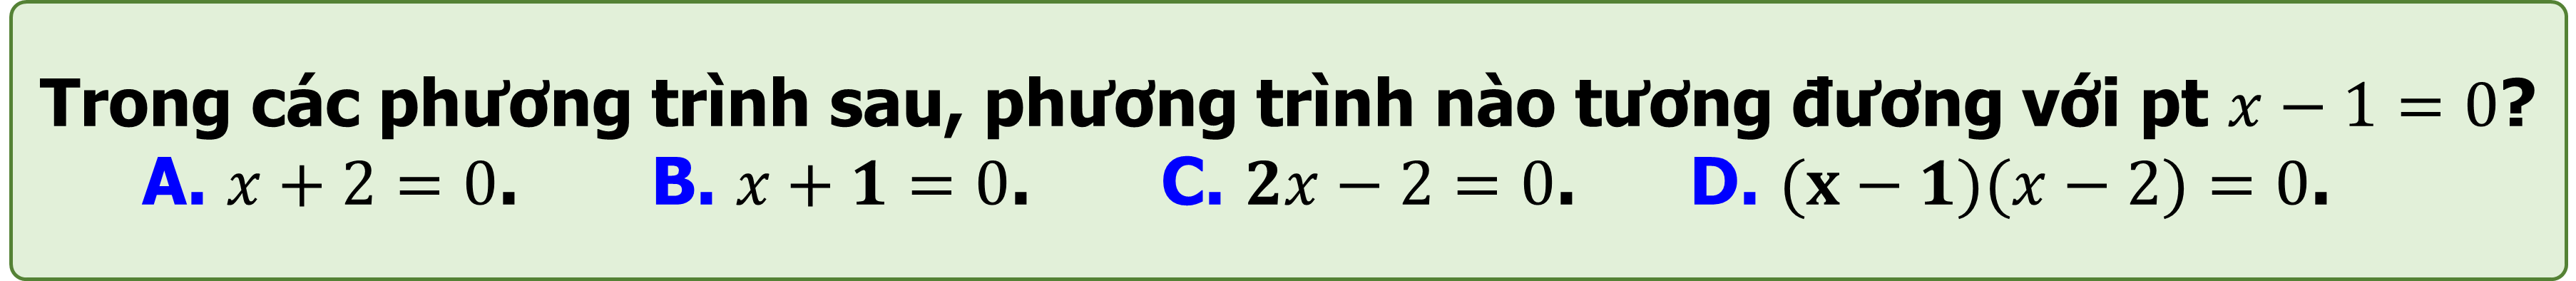 Trong các phương trình sau, phương trình nào tương đương với pt x − 1 = 0?
A. x + 2 = 0. B. x + 1 = 0. C. 2x − 2 = 0. D. (x − 1)(x − 2) = 0.